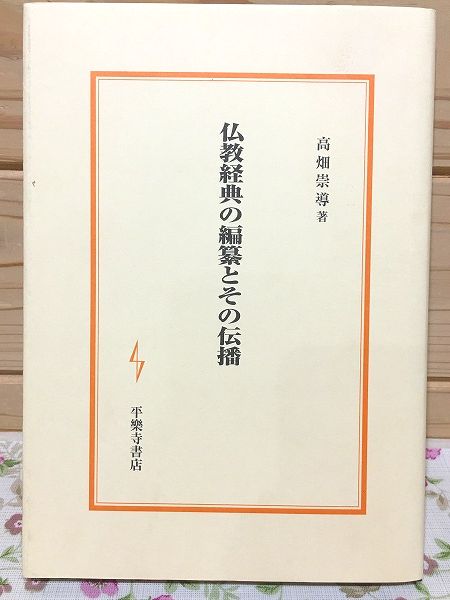 高畑崇導著
仏教経典の編纂とその伝播
平樂寺書店